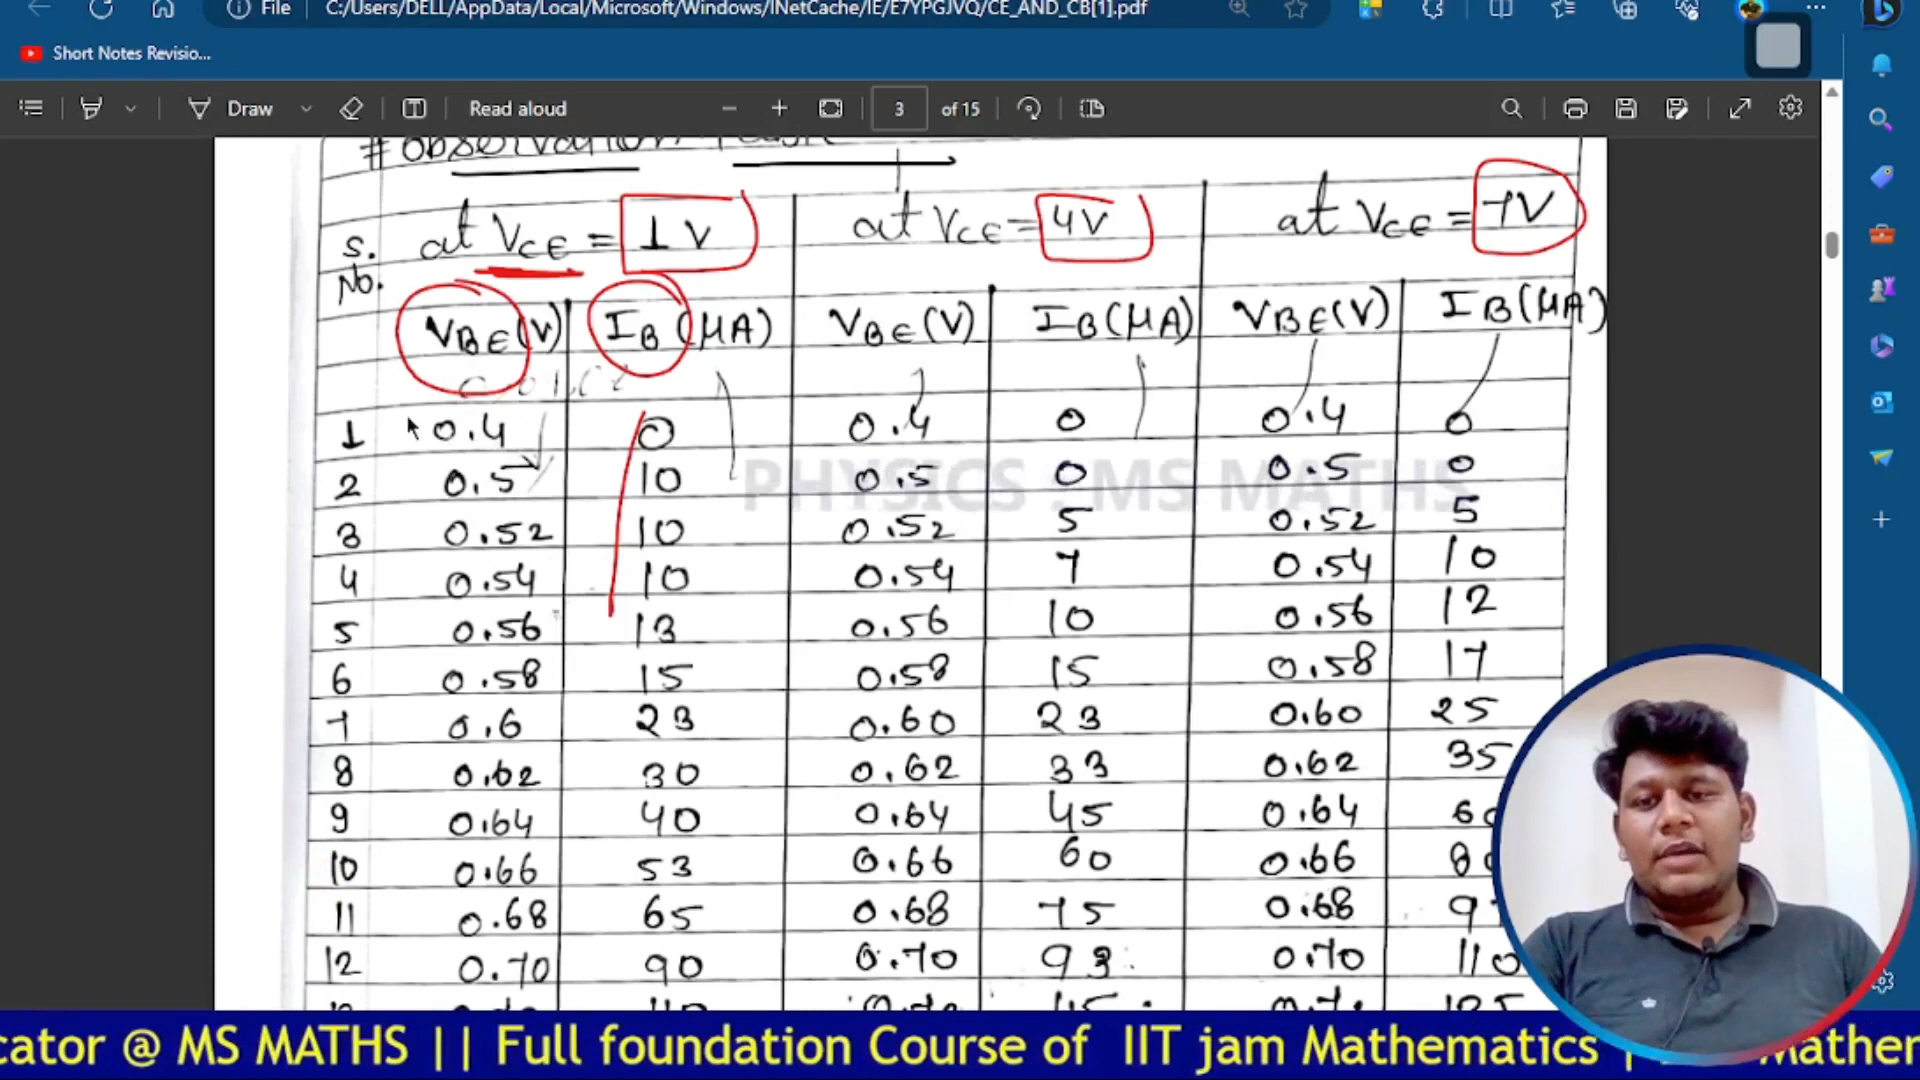 File C:/Users/DELL/AppData/Local/Microsoft/Windows/INetCache/IE/E7YPGJVQ/CE_AND_CB[1].pdf
Short Notes Revisio...
Draw Read aloud 3 of 15
# Observation
S. No. at VCE = 1V at VCE = 4V at VCE = 7V
VBE(V) IB(μA) VBE(V) IB(μA) VBE(V) IB(μA)
1 0.4 0 0.4 0 0.4 0
2 0.5 10 0.5 0 0.5 0
PHYSICS : MS MATHS
3 0.52 10 0.52 5 0.52 5
4 0.54 10 0.54 7 0.54 10
5 0.56 13 0.56 10 0.56 12
6 0.58 15 0.58 15 0.58 17
7 0.6 23 0.60 23 0.60 25
8 0.62 30 0.62 33 0.62 35
9 0.64 40 0.64 45 0.64
10 0.66 53 0.66 60 0.66
11 0.68 65 0.68 75 0.68
12 0.70 90 0.70 93 0.70 110
cator @ MS MATHS || Full foundation Course of IIT jam Mathematics